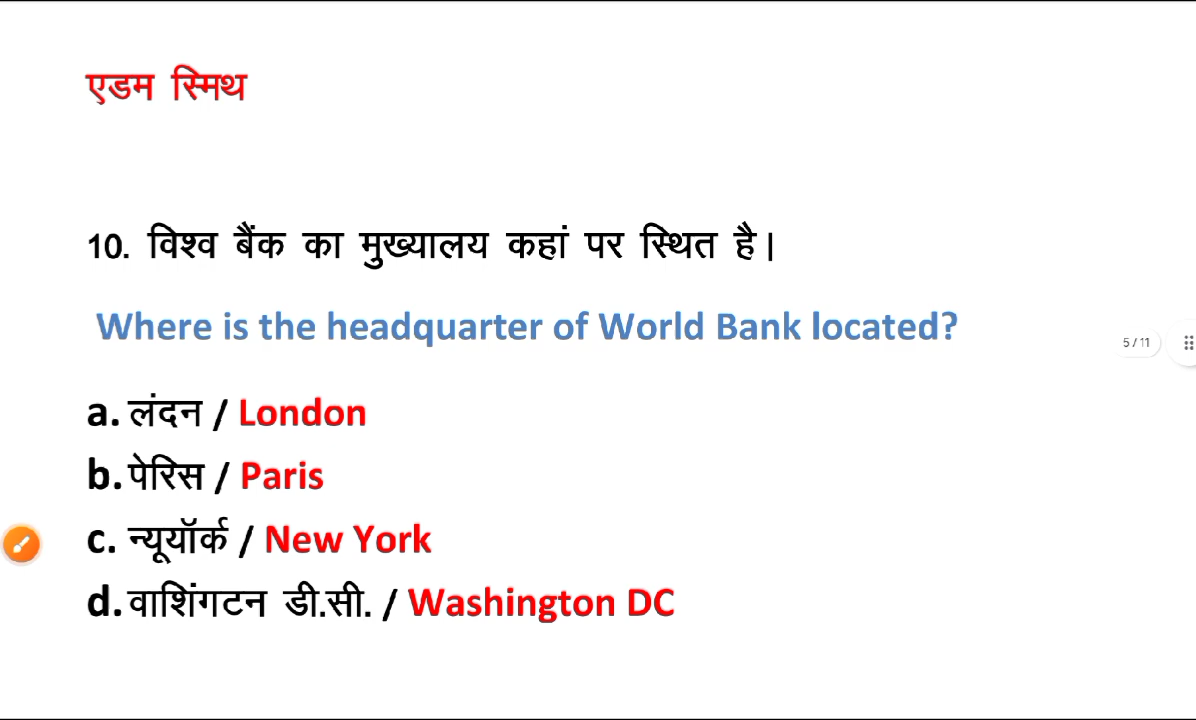 एडम स्मिथ
10. विश्व बैंक का मुख्यालय कहां पर स्थित है।
Where is the headquarter of World Bank located?
5 / 11
a. लंदन / London
b. पेरिस / Paris
c. न्यूयॉर्क / New York
d. वाशिंगटन डी.सी. / Washington DC